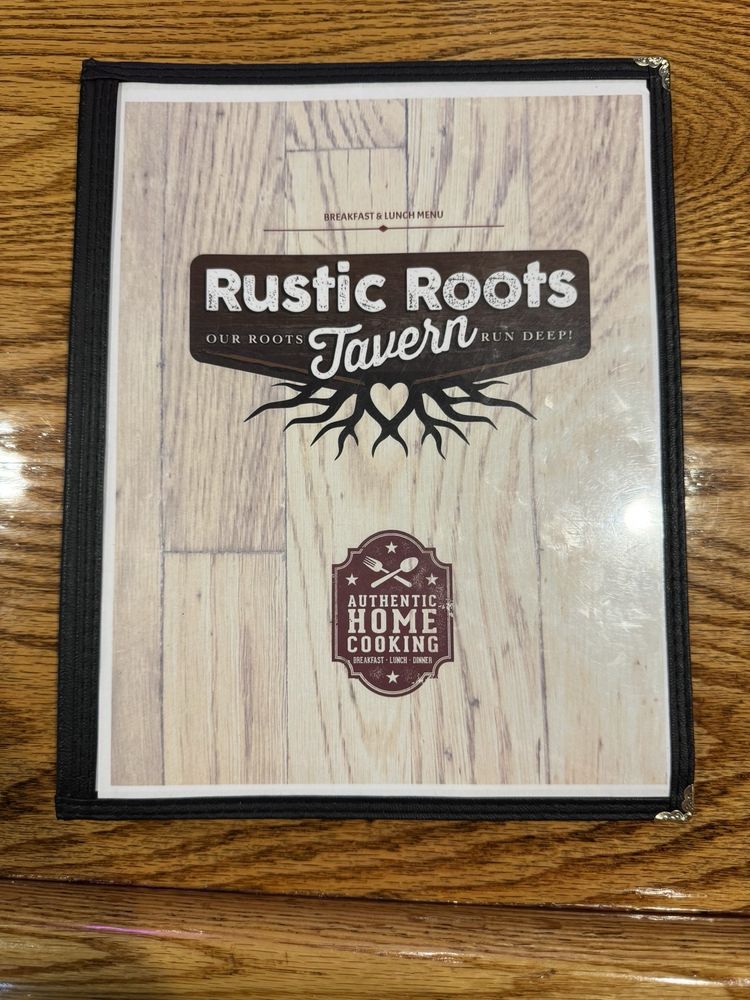 BREAKFAST & LUNCH MENU
Rustic Roots
OUR ROOTS Tavern RUN DEEP!
AUTHENTIC
HOME
COOKING
BREAKFAST · LUNCH · DINNER